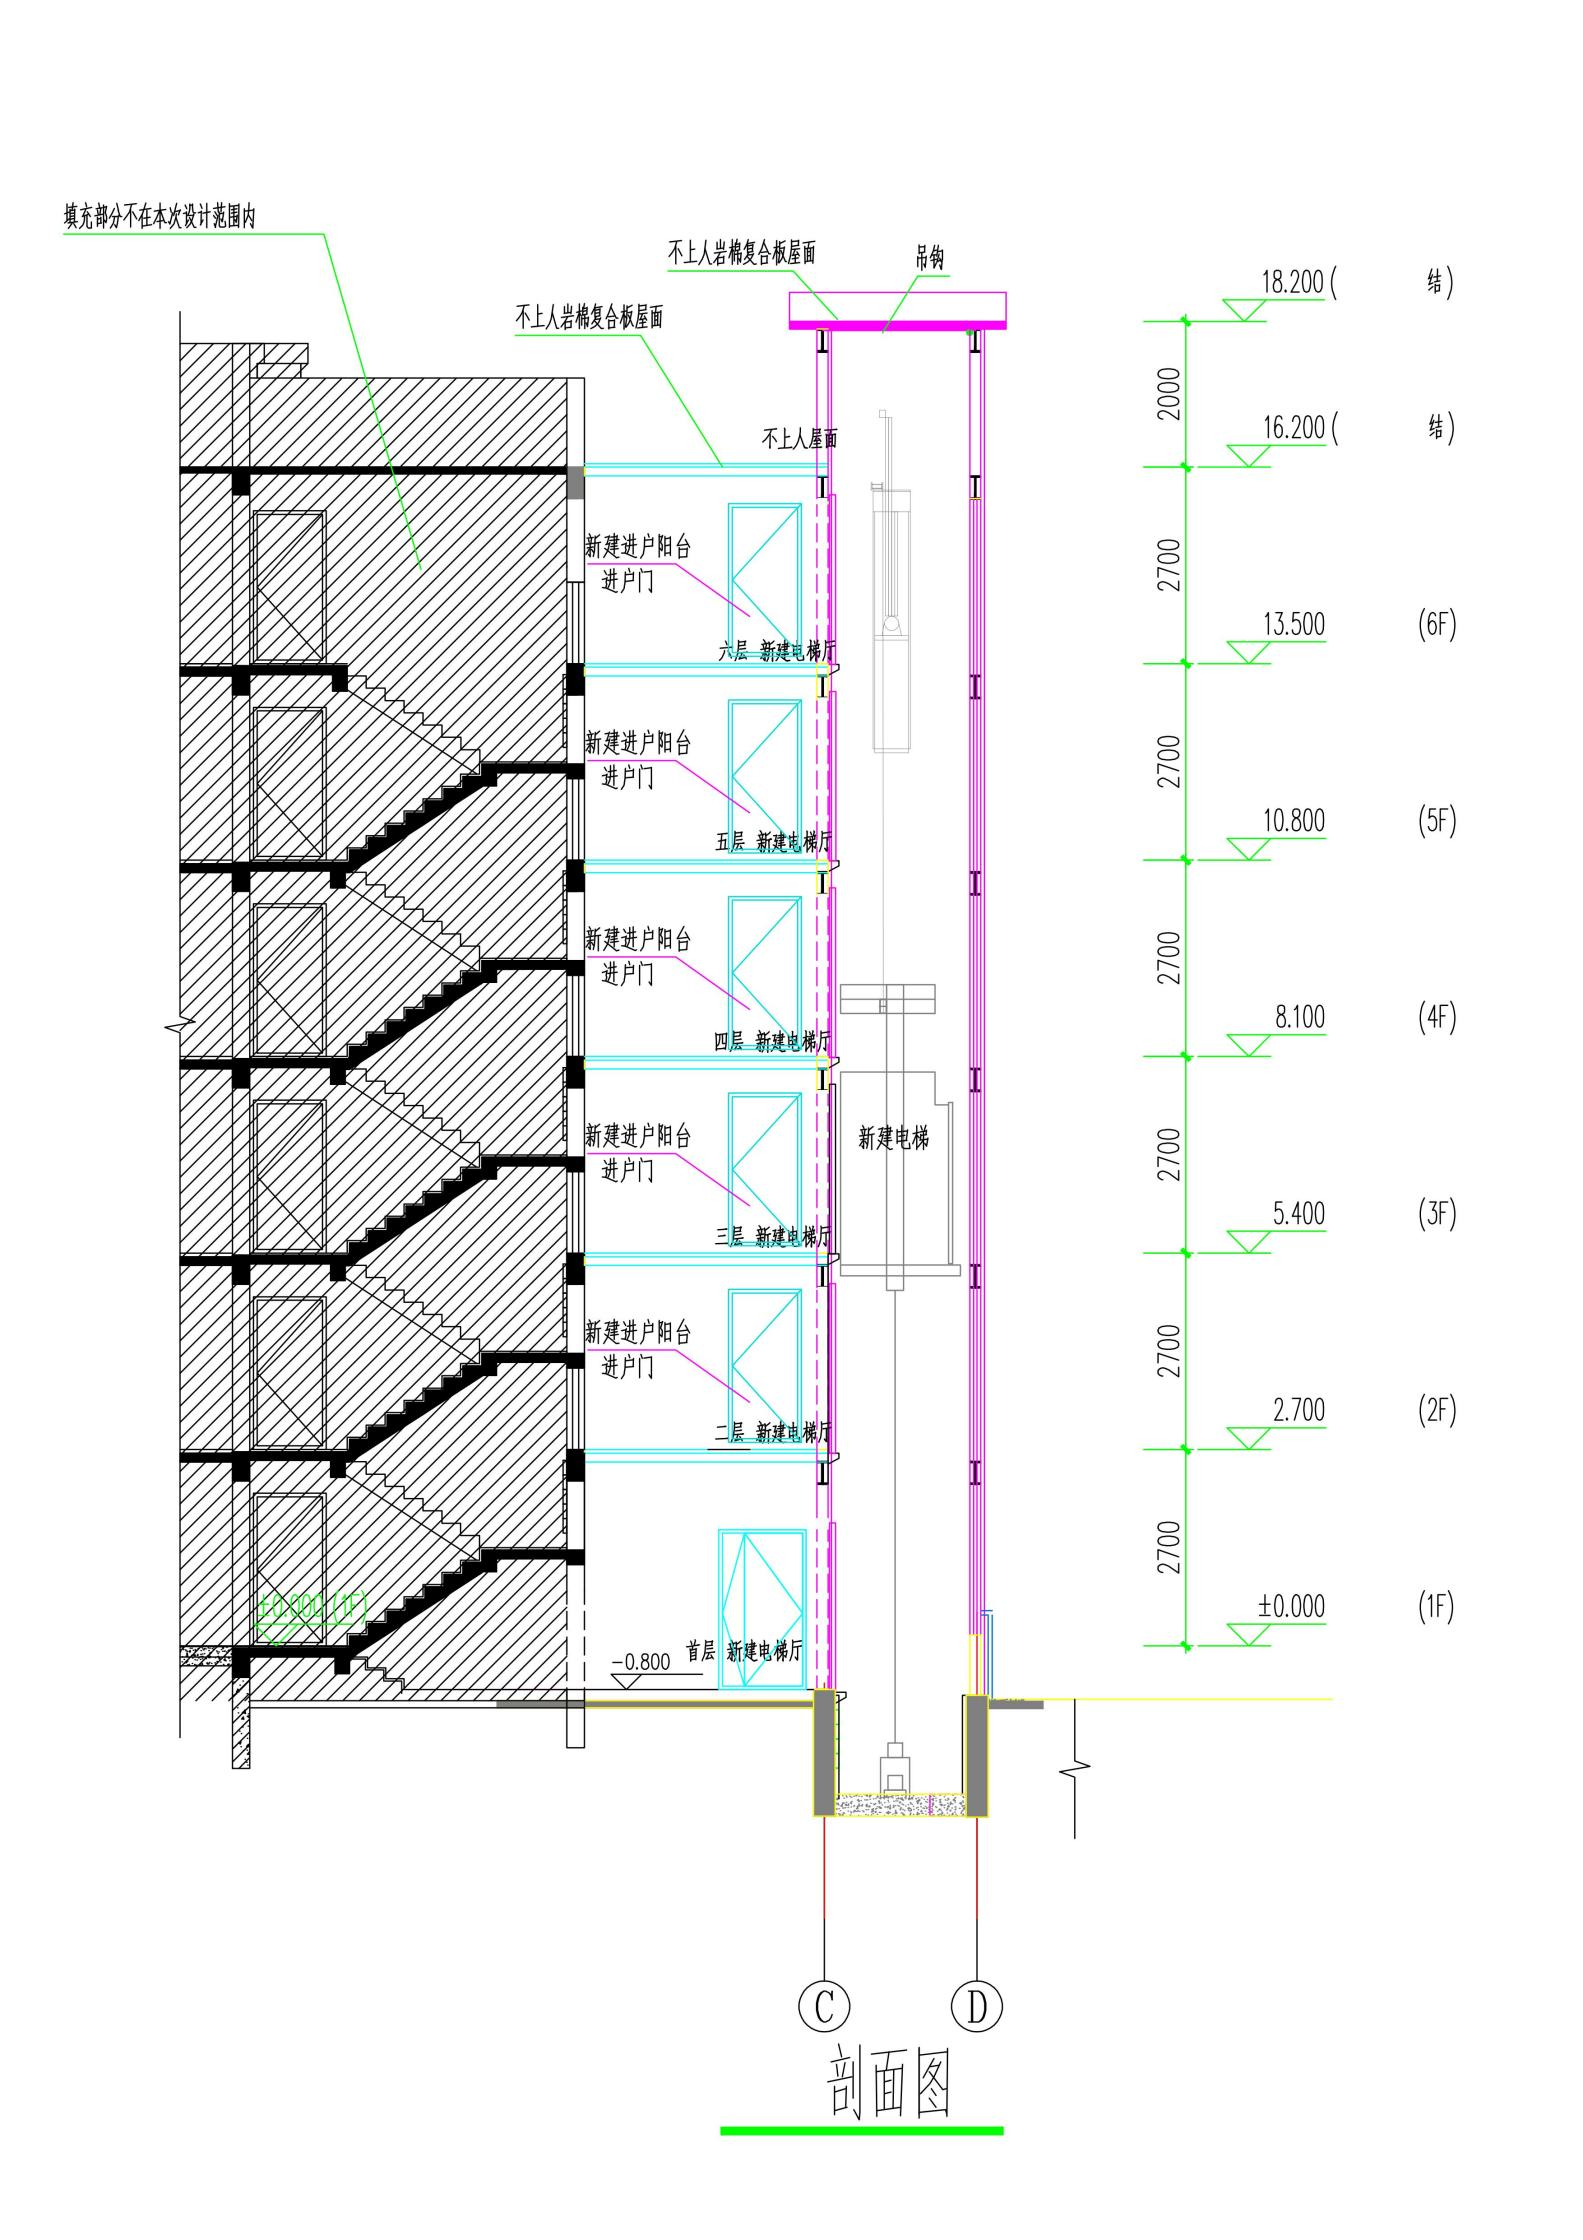 填充部分不在本次设计范围内
不上人岩棉复合板屋面
吊钩
18.200( 结)
不上人岩棉复合板屋面
2000
不上人屋面
16.200( 结)
新建进户阳台
进户门
2700
六层 新建电梯厅
13.500 (6F)
新建进户阳台
进户门
2700
五层 新建电梯厅
10.800 (5F)
新建进户阳台
进户门
2700
四层 新建电梯厅
8.100 (4F)
新建进户阳台
进户门
新建电梯
2700
三层 新建电梯厅
5.400 (3F)
新建进户阳台
进户门
2700
二层 新建电梯厅
2.700 (2F)
2700
±0.000 (1F)
±0.000 (1F)
首层 新建电梯厅
-0.800
C
D
剖面图